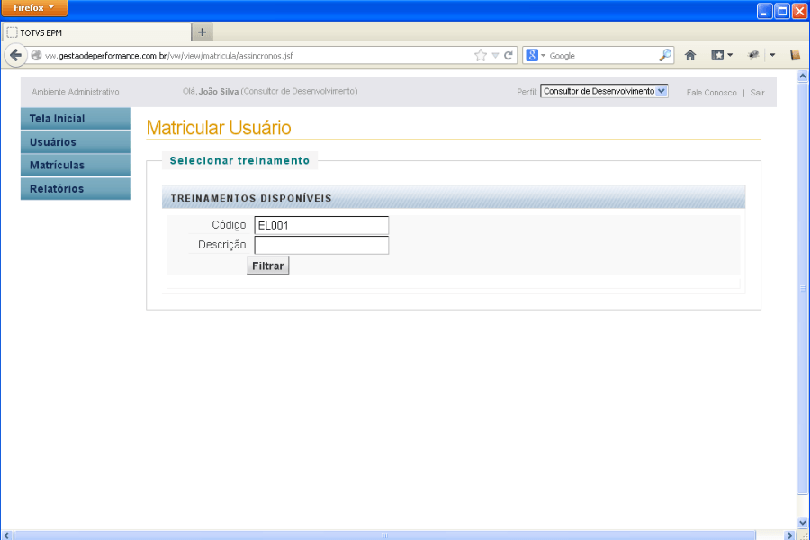 Firefox
TOTVS EPM
vw.gestaodeperformance.com.br/vw/view/matricula/assincronos.jsf
Google
Ambiente Administrativo
Olá, João Silva (Consultor de Desenvolvimento)
Perfil Consultor de Desenvolvimento
Fale Conosco | Sair
Tela Inicial
Usuários
Matrículas
Relatórios
Matricular Usuário
Selecionar treinamento
TREINAMENTOS DISPONÍVEIS
Código EL001
Descrição
Filtrar